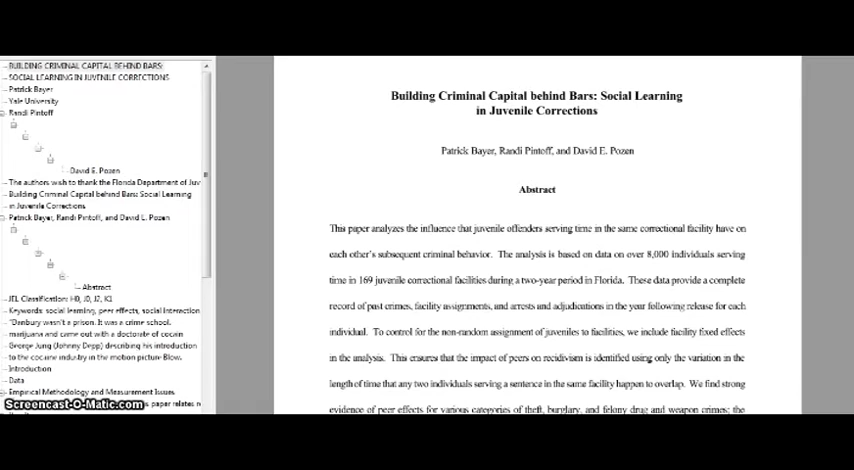 BUILDING CRIMINAL CAPITAL BEHIND BARS:
SOCIAL LEARNING IN JUVENILE CORRECTIONS
Patrick Bayer
Yale University
Randi Pintoff
David E. Pozen
The authors wish to thank the Florida Department of Juv
Building Criminal Capital behind Bars: Social Learning
in Juvenile Corrections
Patrick Bayer, Randi Pintoff, and David L. Pozen
Abstract
JEL Classification: H0, J0, J2, K1
Keywords: social learning, peer effects, social interaction
"Danbury wasn't a prison. It was a crime school.
marijuana and came out with a doctorate of cocain
George Jung (Johnny Depp) describing his introduction
to the cocaine industry in the motion picture Blow.
Introduction
Data
Empirical Methodology and Measurement Issues
s paper relates re
Screencast-O-Matic.com
Building Criminal Capital behind Bars: Social Learning
in Juvenile Corrections
Patrick Bayer, Randi Pintoff, and David E. Pozen
Abstract
This paper analyzes the influence that juvenile offenders serving time in the same correctional facility have on
each other's subsequent criminal behavior. The analysis is based on data on over 8,000 individuals serving
time in 169 juvenile correctional facilities during a two-year period in Florida. These data provide a complete
record of past crimes, facility assignments, and arrests and adjudications in the year following release for each
individual. To control for the non-random assignment of juveniles to facilities, we include facility fixed effects
in the analysis. This ensures that the impact of peers on recidivism is identified using only the variation in the
length of time that any two individuals serving a sentence in the same facility happen to overlap. We find strong
evidence of peer effects for various categories of theft, burglary, and felony drug and weapon crimes; the